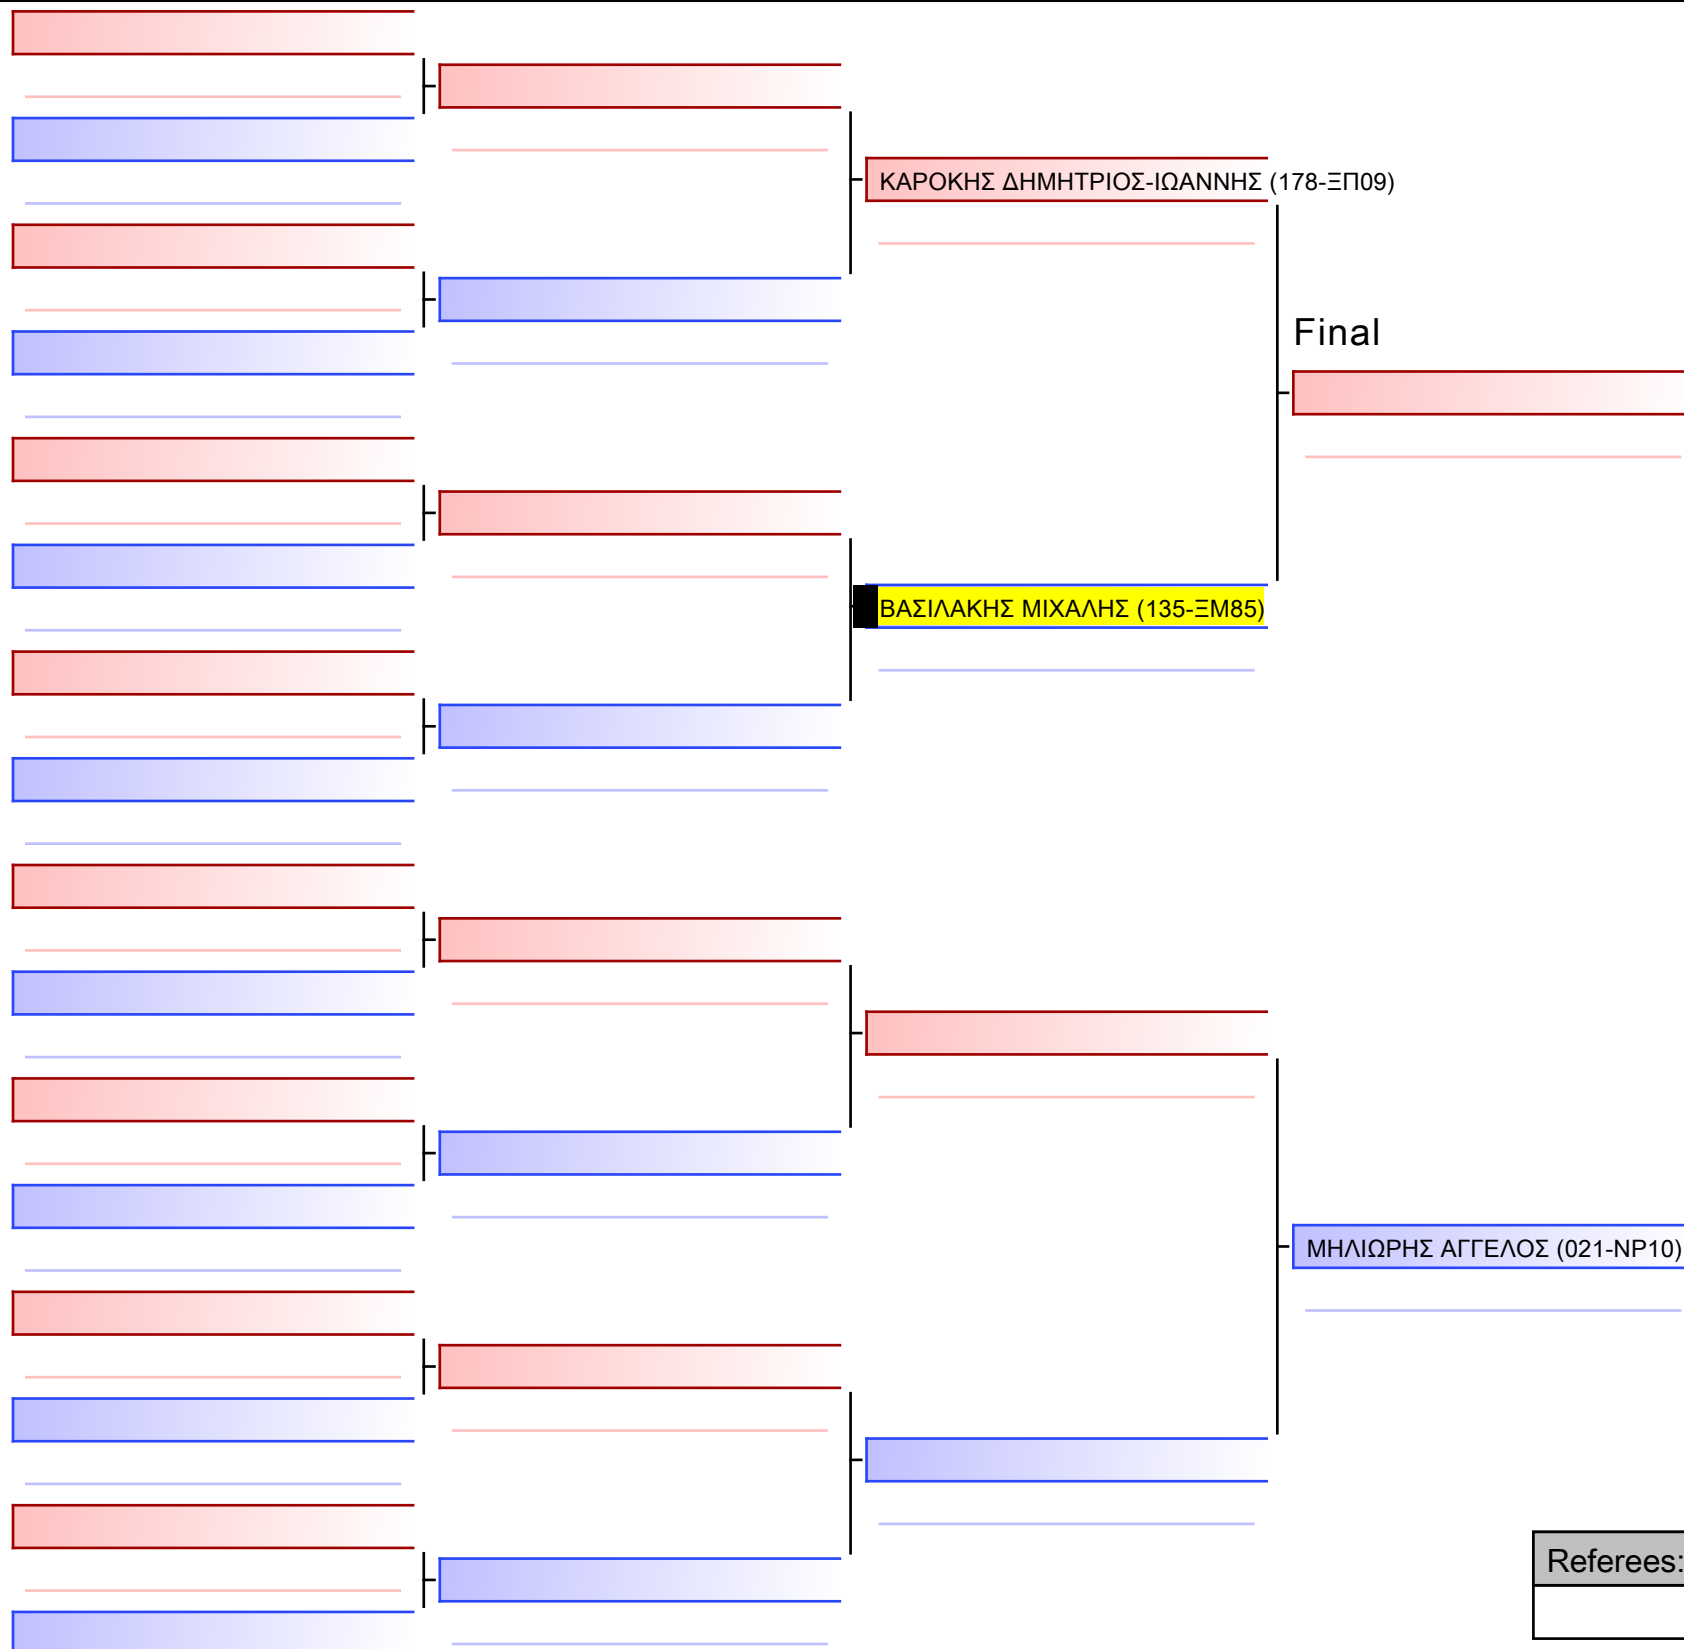 ΚΑΡΟΚΗΣ ΔΗΜΗΤΡΙΟΣ-ΙΩΑΝΝΗΣ (178-ΞΠ09)
Final
ΒΑΣΙΛΑΚΗΣ ΜΙΧΑΛΗΣ (135-ΞΜ85)
ΜΗΛΙΩΡΗΣ ΑΓΓΕΛΟΣ (021-ΝΡ10)
Referees: